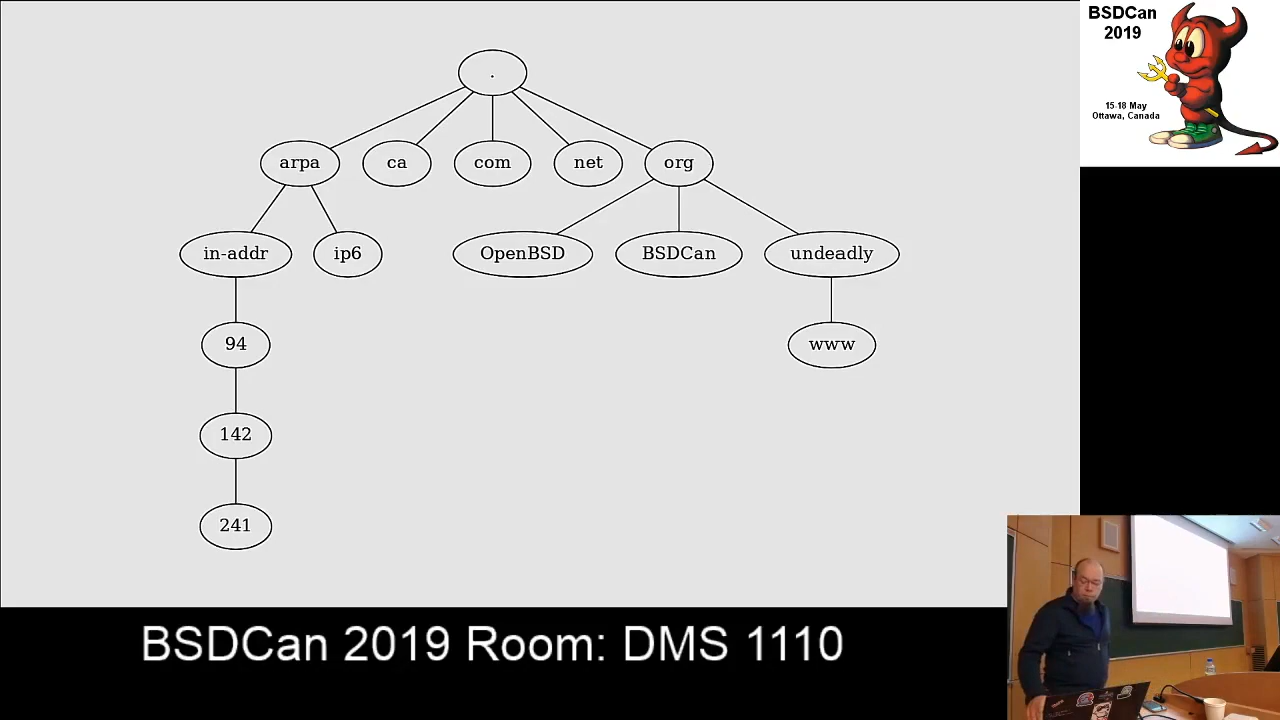 .
arpa
ca
com
net
org
in-addr
ip6
OpenBSD
BSDCan
undeadly
94
www
142
241
BSDCan
2019
15-18 May
Ottawa, Canada
BSDCan 2019 Room: DMS 1110